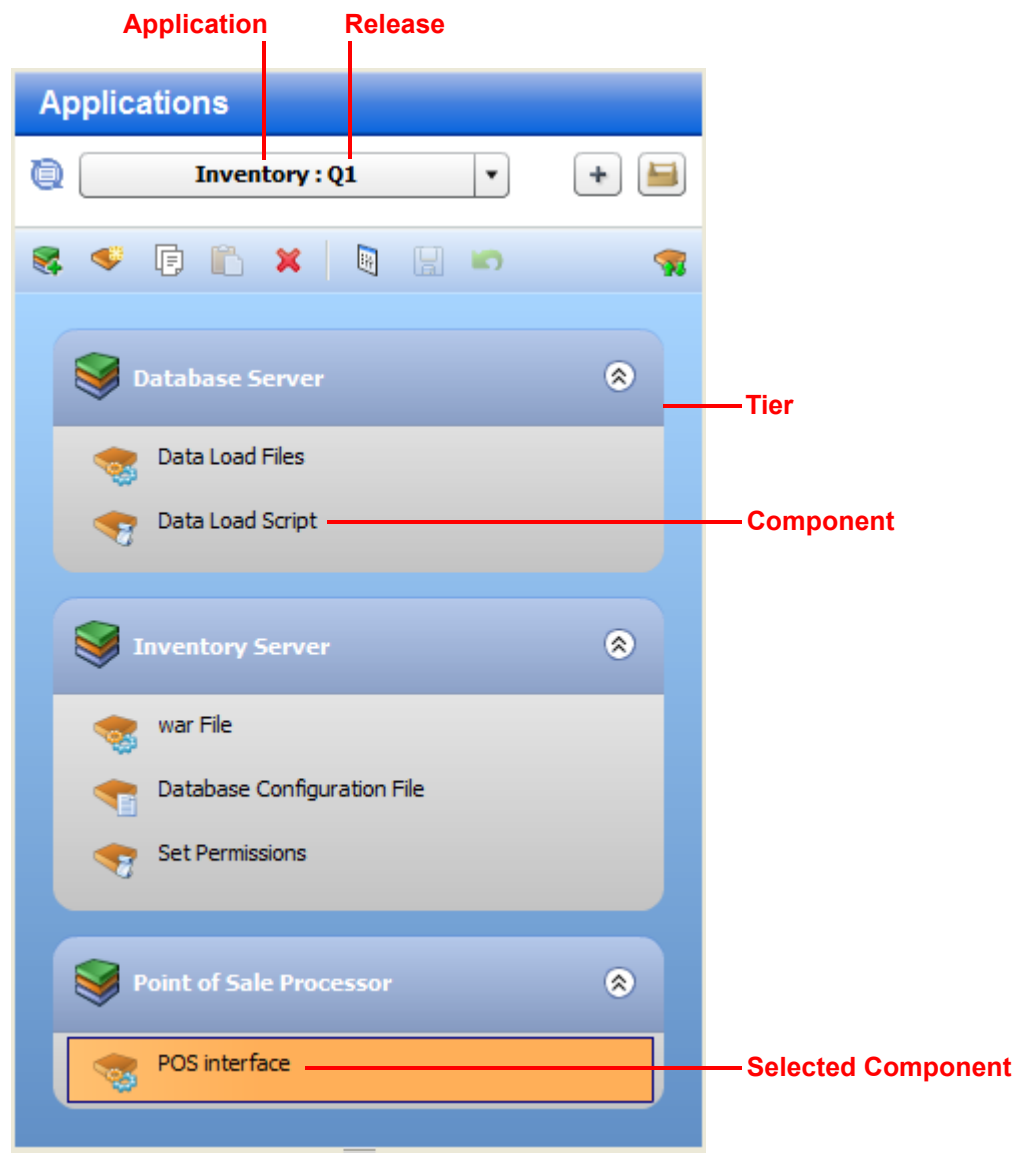 Application Release
Applications
Inventory : Q1
Database Server
Tier
Data Load Files
Data Load Script
Component
Inventory Server
war File
Database Configuration File
Set Permissions
Point of Sale Processor
POS interface
Selected Component